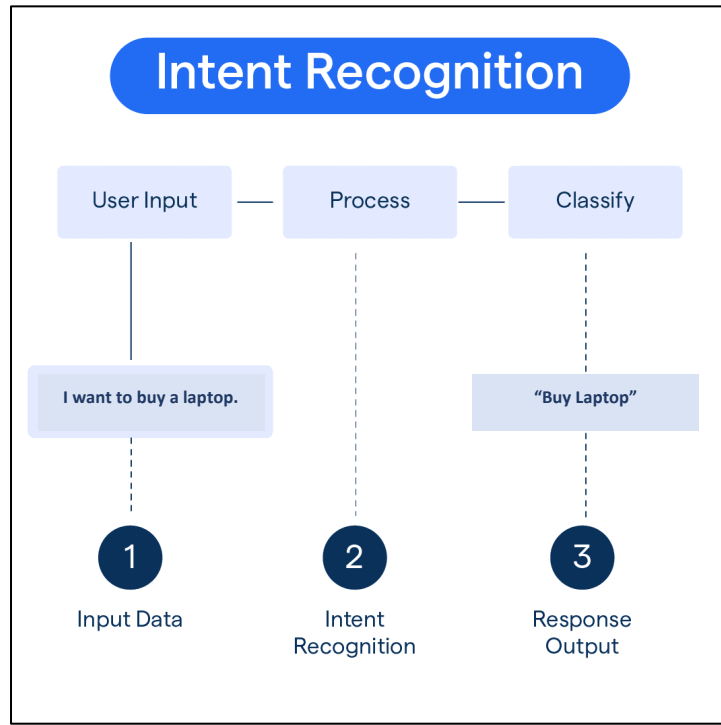 Intent Recognition
User Input
Process
Classify
I want to buy a laptop.
“Buy Laptop”
1
2
3
Input Data
Intent
Recognition
Response
Output